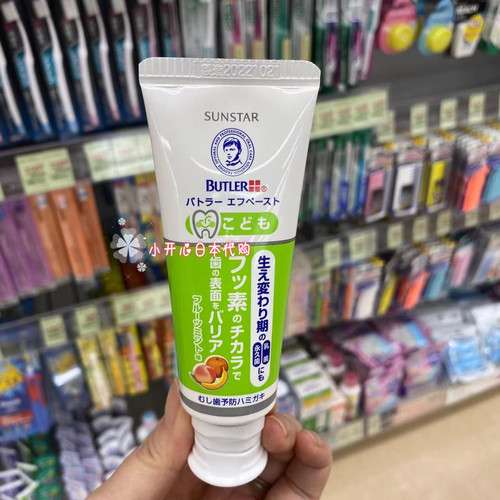 2022 02
SUNSTAR
BUTLER
バトラー エフペースト
こども
小开心日本代购
生え変わり期の
乳歯
永久歯
にも
フッ素のチカラで
歯の表面をバリア
フルーツミント味
むし歯予防ハミガキ